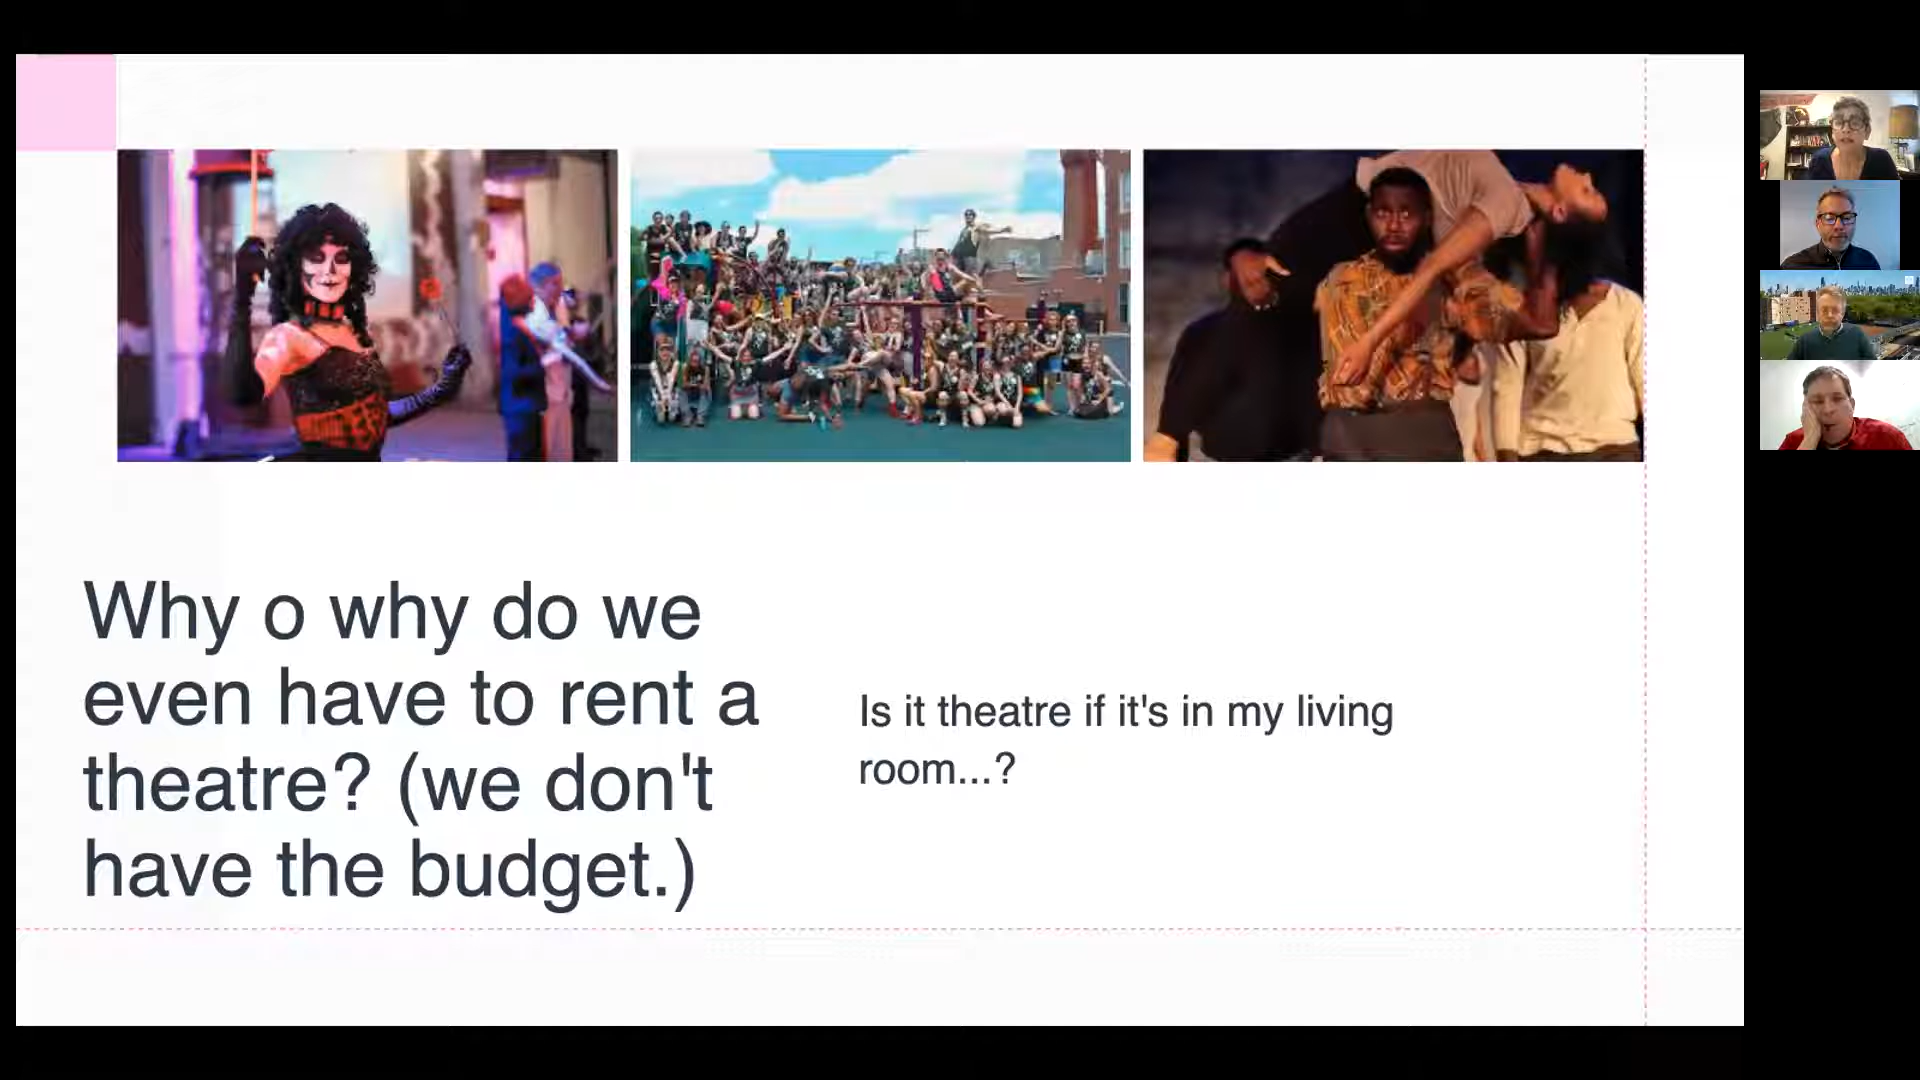 Why o why do we
even have to rent a
theatre? (we don't
have the budget.)
Is it theatre if it's in my living
room...?